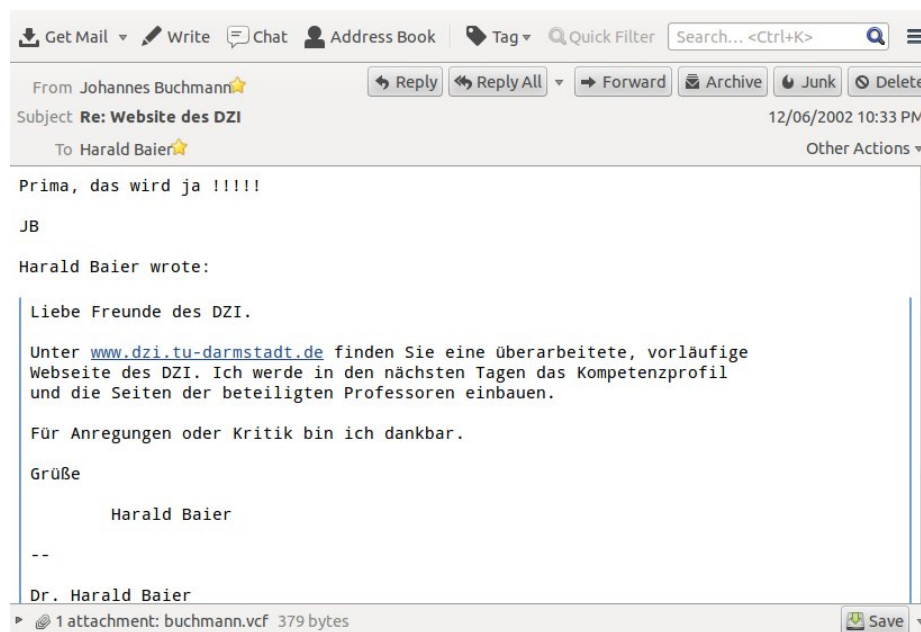 Get Mail Write Chat Address Book Tag Quick Filter Search... <Ctrl+K>
From Johannes Buchmann Reply Reply All Forward Archive Junk Delete
Subject Re: Website des DZI 12/06/2002 10:33 PM
To Harald Baier Other Actions
Prima, das wird ja !!!!!
JB
Harald Baier wrote:
Liebe Freunde des DZI.
Unter www.dzi.tu-darmstadt.de finden Sie eine überarbeitete, vorläufige
Webseite des DZI. Ich werde in den nächsten Tagen das Kompetenzprofil
und die Seiten der beteiligten Professoren einbauen.
Für Anregungen oder Kritik bin ich dankbar.
Grüße
Harald Baier
--
Dr. Harald Baier
1 attachment: buchmann.vcf 379 bytes Save